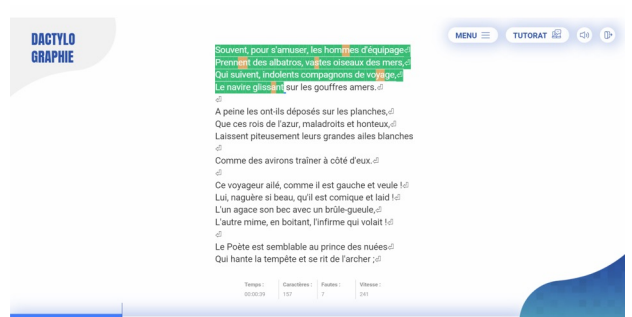 DACTYLO
GRAPHIE
MENU
TUTORAT
Souvent, pour s'amuser, les hommes d'équipage⏎
Prennent des albatros, vastes oiseaux des mers,⏎
Qui suivent, indolents compagnons de voyage,⏎
Le navire glissant sur les gouffres amers.⏎
⏎
A peine les ont-ils déposés sur les planches,⏎
Que ces rois de l'azur, maladroits et honteux,⏎
Laissent piteusement leurs grandes ailes blanches
⏎
Comme des avirons traîner à côté d'eux.⏎
⏎
Ce voyageur ailé, comme il est gauche et veule !⏎
Lui, naguère si beau, qu'il est comique et laid !⏎
L'un agace son bec avec un brûle-gueule,⏎
L'autre mime, en boitant, l'infirme qui volait !⏎
⏎
Le Poète est semblable au prince des nuées⏎
Qui hante la tempête et se rit de l'archer ;⏎
Temps : Caractères : Fautes : Vitesse :
00:00:39 157 7 241